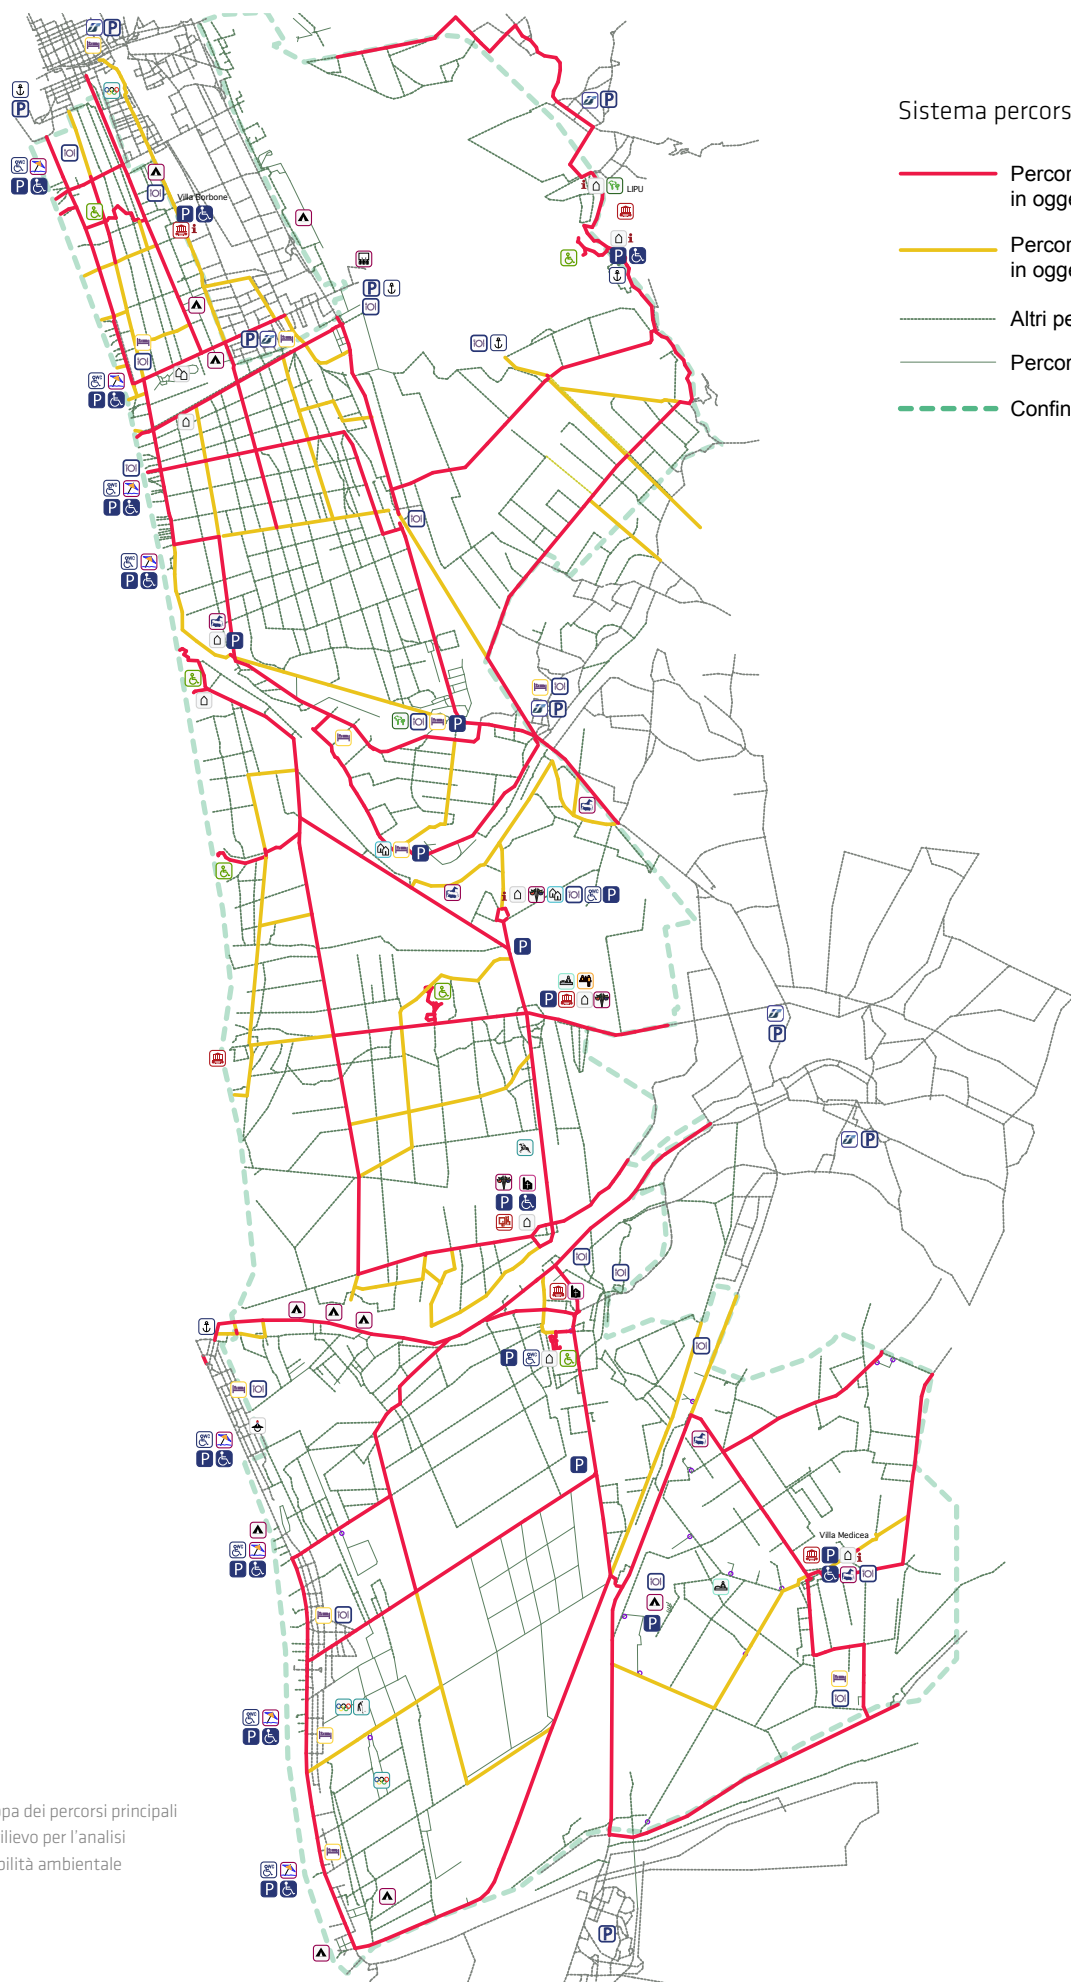 Sistema percors
Percor
in ogge
Percor
in ogge
Altri pe
Percor
Confin
LIPU
Villa Borbone
Villa Medicea
pa dei percorsi principali
ilievo per l'analisi
bilità ambientale